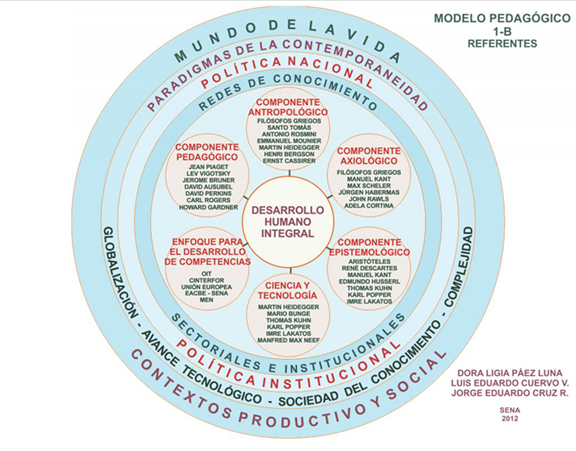 MODELO PEDAGÓGICO
1-B
REFERENTES
MUNDO DE LA VIDA
PARADIGMAS DE LA CONTEMPORANEIDAD
POLÍTICA NACIONAL
REDES DE CONOCIMIENTO
COMPONENTE
ANTROPOLÓGICO
FILÓSOFOS GRIEGOS
SANTO TOMÁS
ANTONIO ROSMINI
EMMANUEL MOUNIER
MARTIN HEIDEGGER
HENRI BERGSON
ERNST CASSIRER
COMPONENTE
PEDAGÓGICO
JEAN PIAGET
LEV VIGOTSKY
JEROME BRUNER
DAVID AUSUBEL
DAVID PERKINS
CARL ROGERS
HOWARD GARDNER
COMPONENTE
AXIOLÓGICO
FILÓSOFOS GRIEGOS
MANUEL KANT
MAX SCHELER
JÜRGEN HABERMAS
JOHN RAWLS
ADELA CORTINA
DESARROLLO
HUMANO
INTEGRAL
ENFOQUE PARA
EL DESARROLLO
DE COMPETENCIAS
OIT
CINTERFOR
UNIÓN EUROPEA
EACBE - SENA
MEN
COMPONENTE
EPISTEMOLÓGICO
ARISTÓTELES
RENÉ DESCARTES
MANUEL KANT
EDMUNDO HUSSERL
THOMAS KUHN
KARL POPPER
IMRE LAKATOS
CIENCIA Y
TECNOLOGÍA
MARTIN HEIDEGGER
MARIO BUNGE
THOMAS KUHN
KARL POPPER
IMRE LAKATOS
MANFRED MAX NEEF
SECTORIALES E INSTITUCIONALES
POLÍTICA INSTITUCIONAL
GLOBALIZACIÓN - AVANCE TECNOLÓGICO - SOCIEDAD DEL CONOCIMIENTO - COMPLEJIDAD
CONTEXTOS PRODUCTIVO Y SOCIAL
DORA LIGIA PÁEZ LUNA
LUIS EDUARDO CUERVO V.
JORGE EDUARDO CRUZ R.
SENA
2012